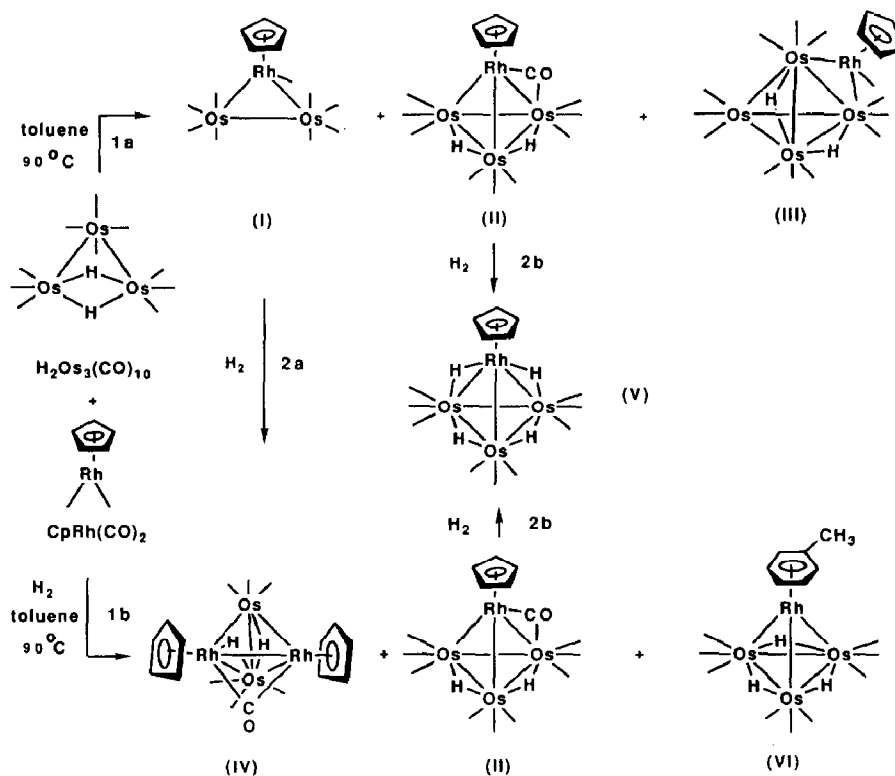 Rh
Os Os
(I)
+
Rh CO
Os Os
H H
Os
(II)
+
Os Rh
H
Os Os
Os H
(III)
toluene
90 °C
1a
Os
H
Os Os
H
H₂Os₃(CO)₁₀
+
Rh
CpRh(CO)₂
H₂ 2a
H₂ 2b
Rh
H H
Os Os
H H
Os
(V)
H₂ 2b
H₂
toluene
90°C
1b
Os
H H
Rh Rh
Os
C
O
(IV)
+
Rh CO
Os Os
H H
Os
(II)
+
CH₃
Rh
H
Os Os
H H
Os
(VI)